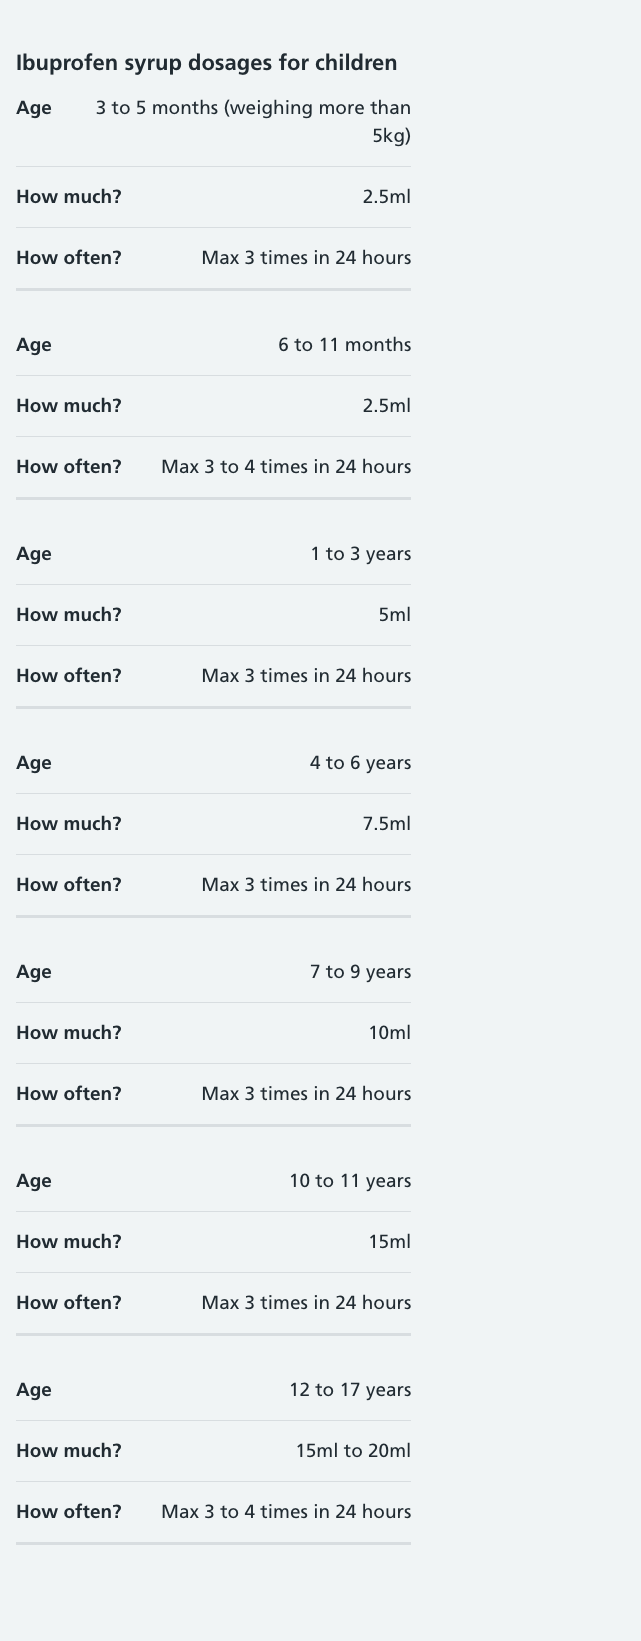 Ibuprofen syrup dosages for children
Age 3 to 5 months (weighing more than
5kg)
How much? 2.5ml
How often? Max 3 times in 24 hours
Age 6 to 11 months
How much? 2.5ml
How often? Max 3 to 4 times in 24 hours
Age 1 to 3 years
How much? 5ml
How often? Max 3 times in 24 hours
Age 4 to 6 years
How much? 7.5ml
How often? Max 3 times in 24 hours
Age 7 to 9 years
How much? 10ml
How often? Max 3 times in 24 hours
Age 10 to 11 years
How much? 15ml
How often? Max 3 times in 24 hours
Age 12 to 17 years
How much? 15ml to 20ml
How often? Max 3 to 4 times in 24 hours